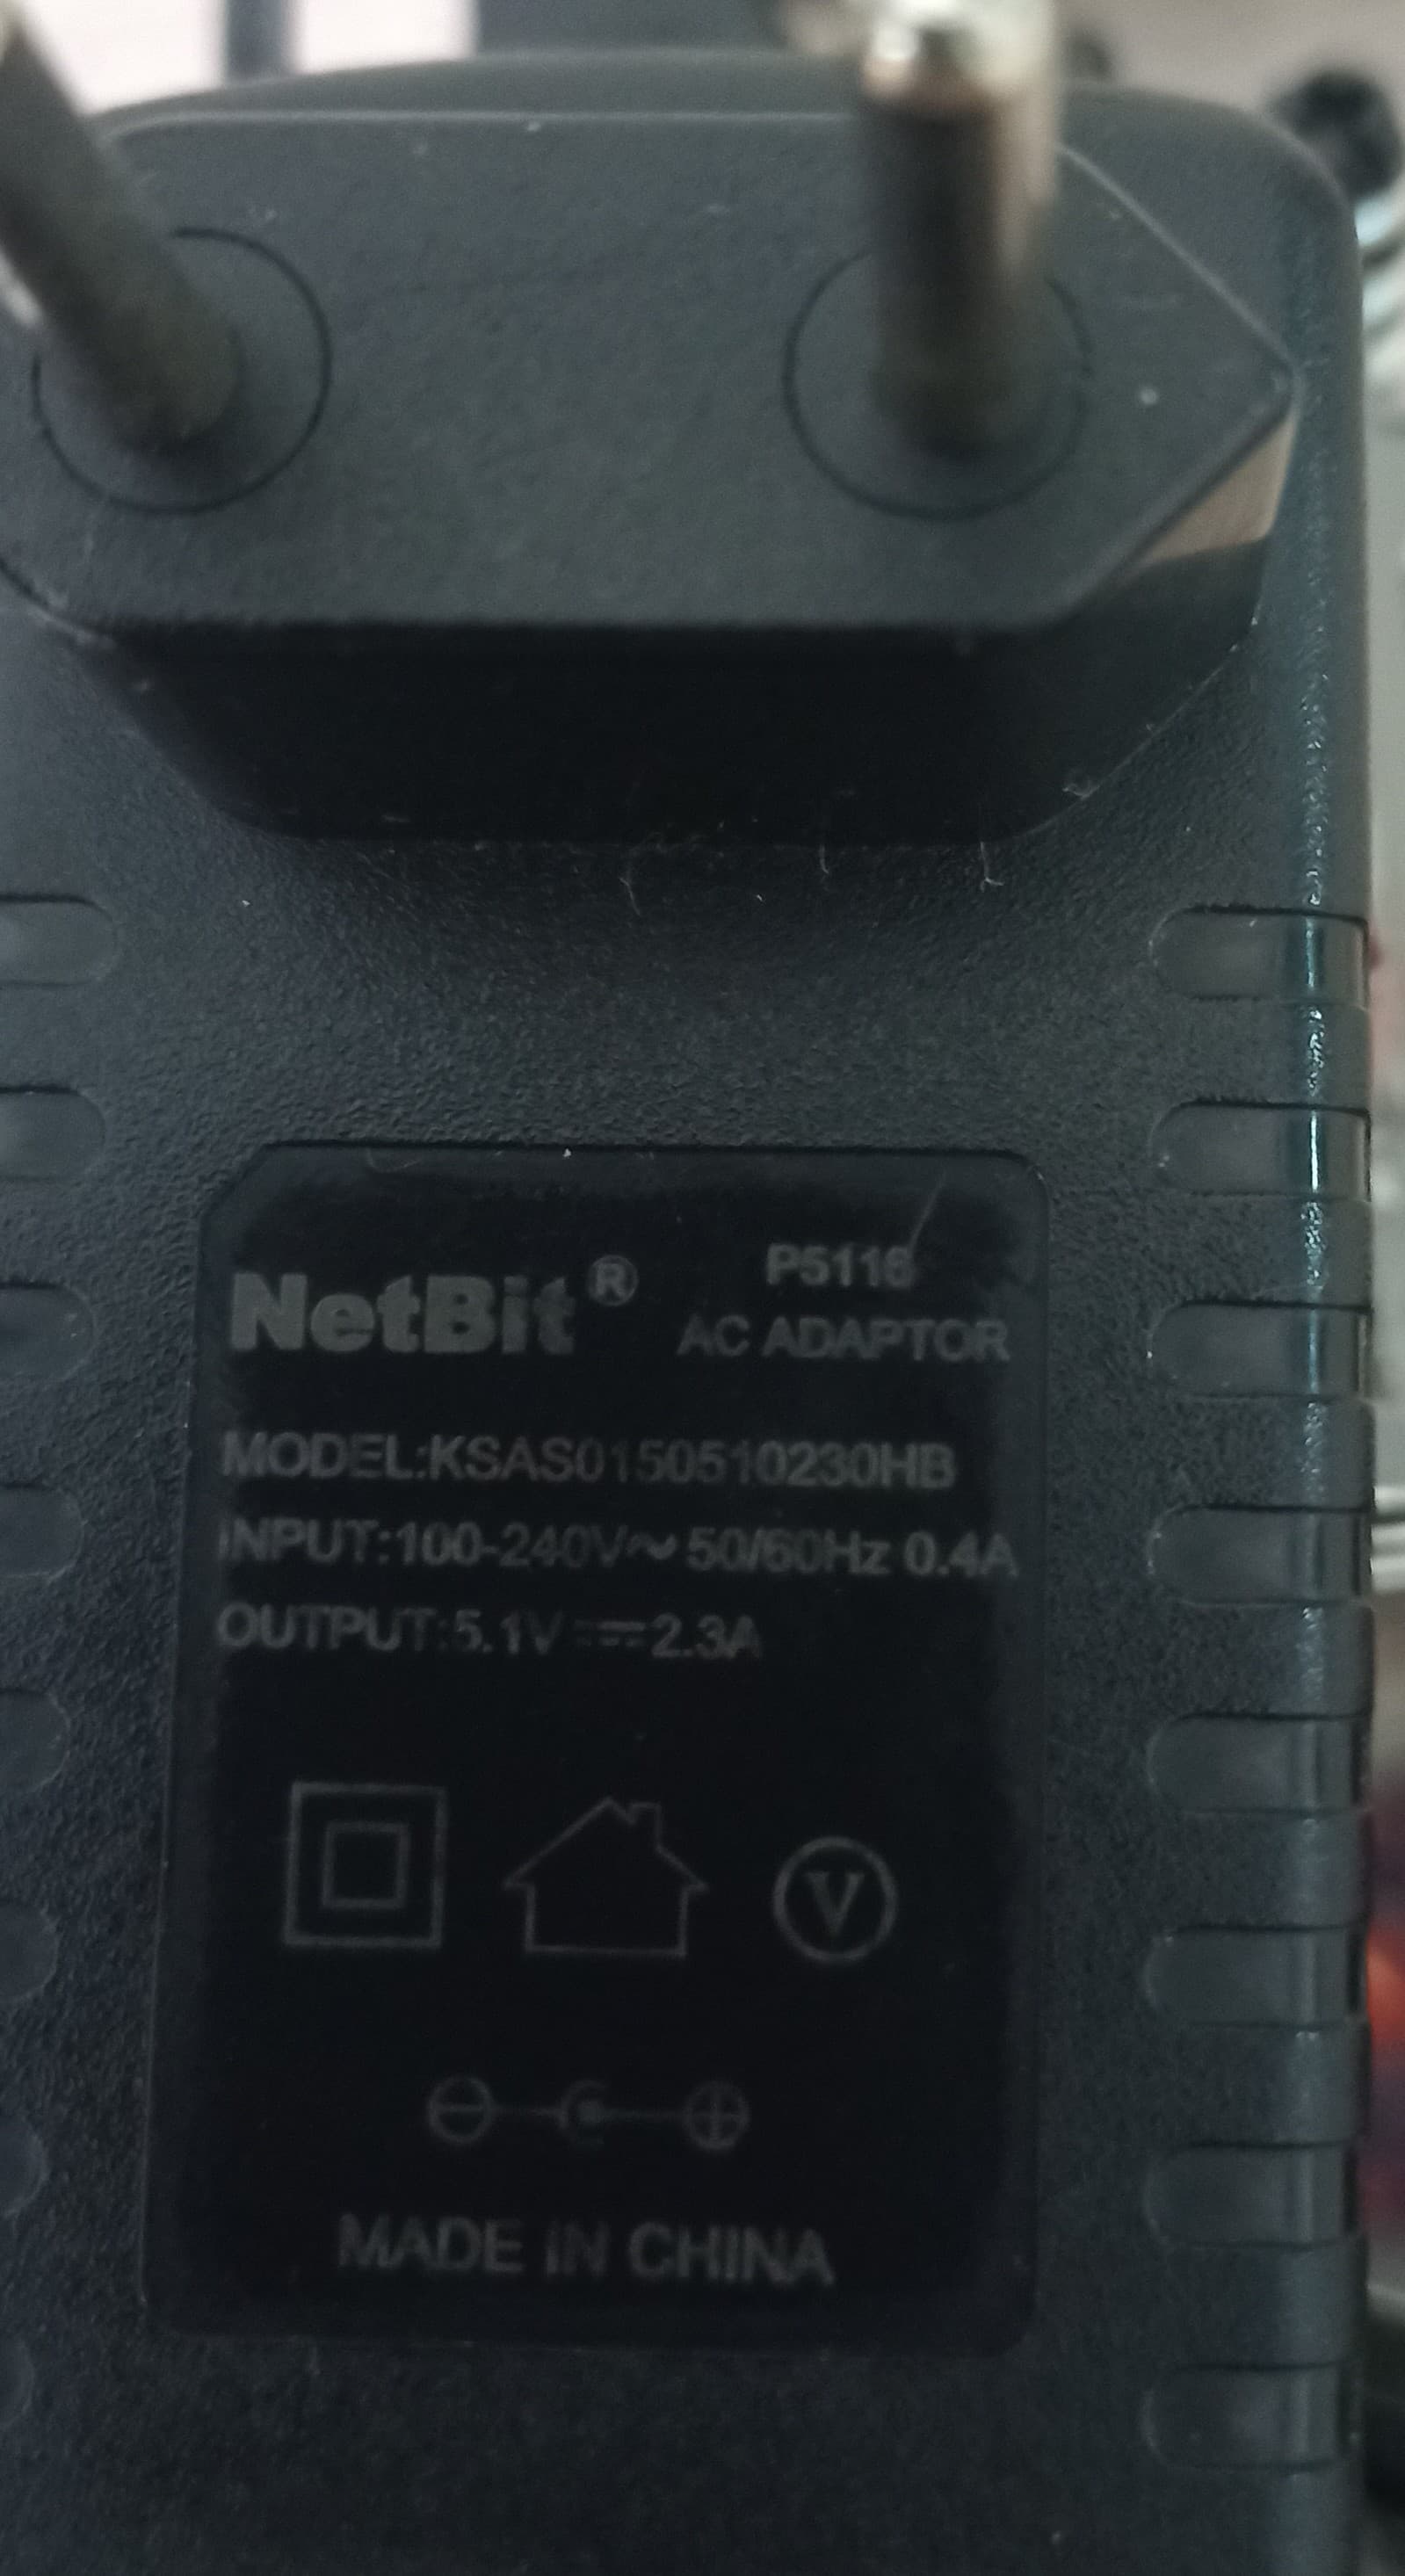 NetBit®
P5116
AC ADAPTOR
MODEL:KSAS0150510230HB
INPUT:100-240V~ 50/60Hz 0.4A
OUTPUT:5.1V⎓2.3A
V
MADE IN CHINA